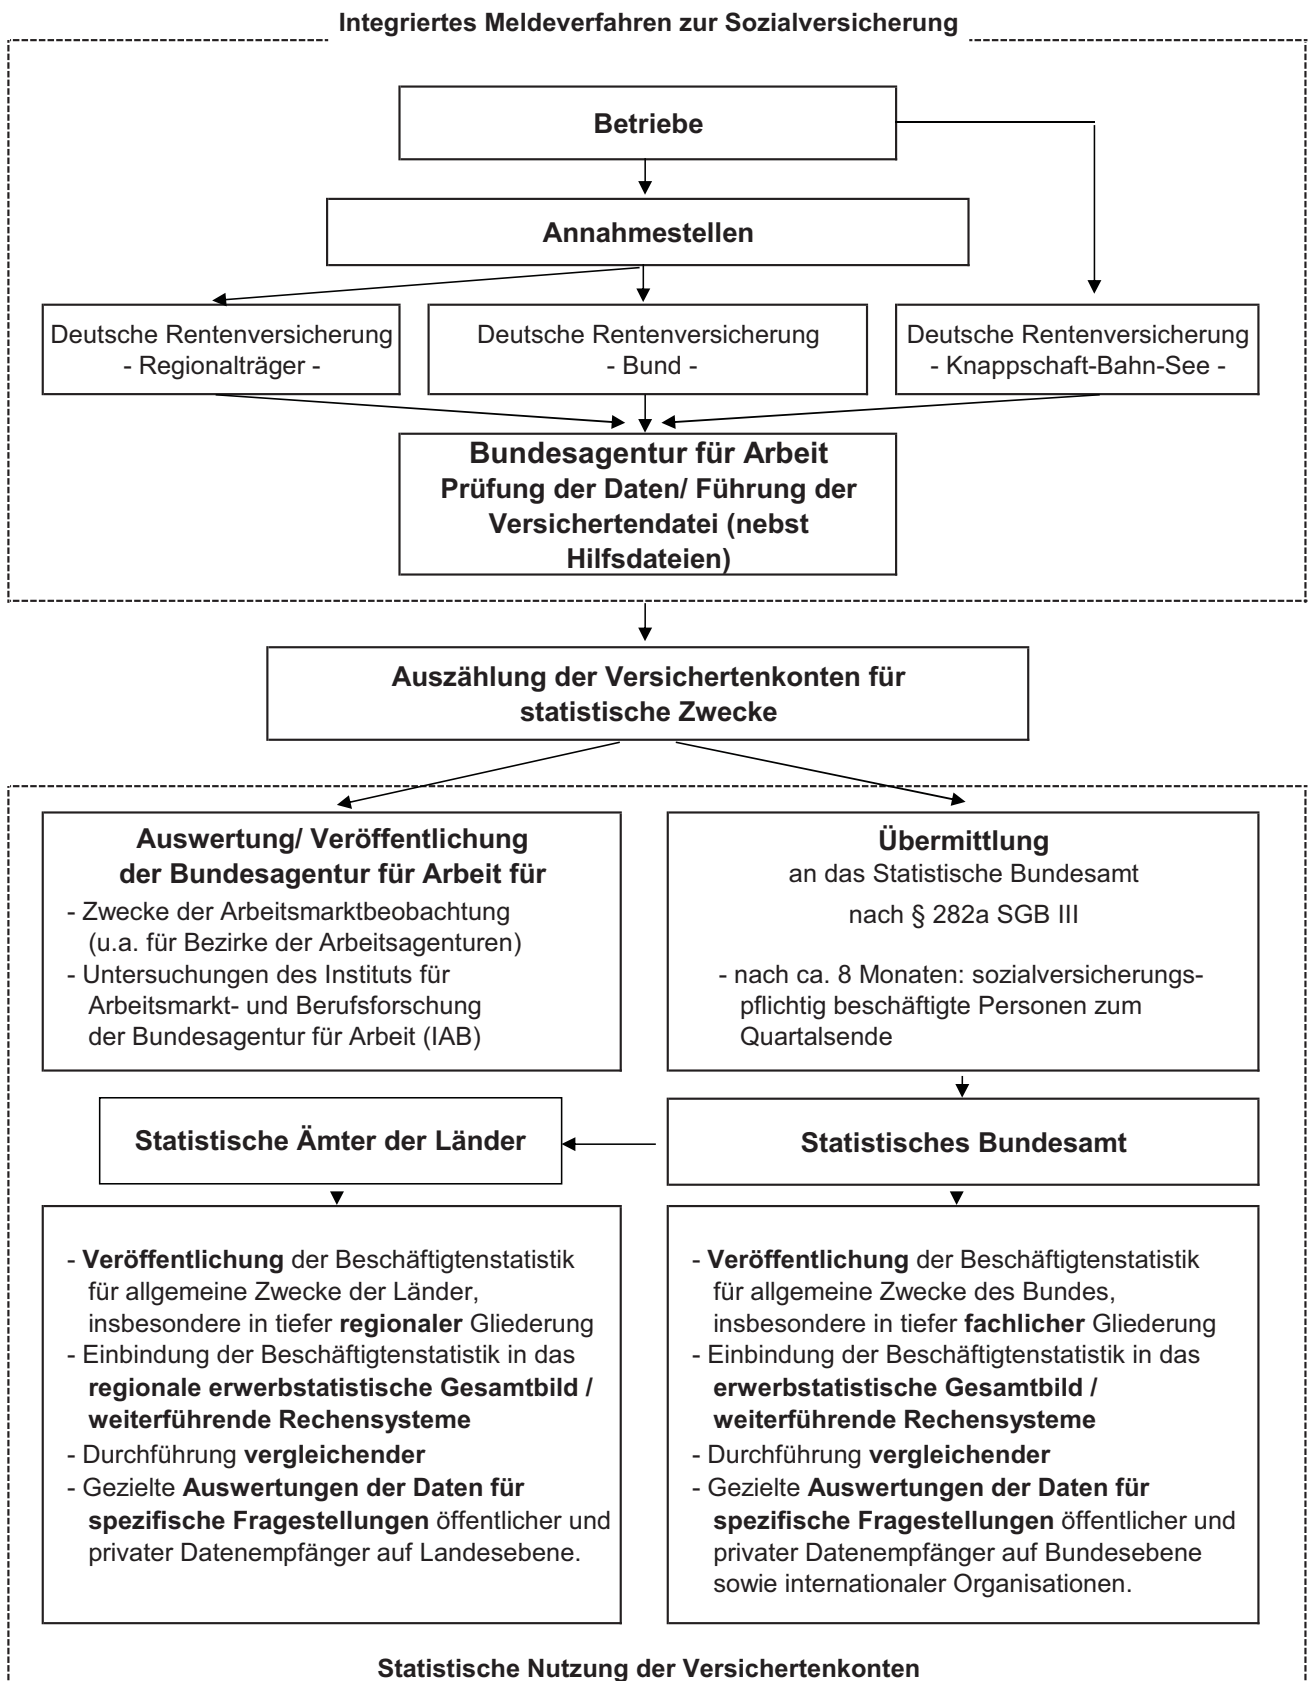 Integriertes Meldeverfahren zur Sozialversicherung
Betriebe
Annahmestellen
Deutsche Rentenversicherung
- Regionalträger -
Deutsche Rentenversicherung
- Bund -
Deutsche Rentenversicherung
- Knappschaft-Bahn-See -
Bundesagentur für Arbeit
Prüfung der Daten/ Führung der
Versichertendatei (nebst
Hilfsdateien)
Auszählung der Versichertenkonten für
statistische Zwecke
Auswertung/ Veröffentlichung
der Bundesagentur für Arbeit für
- Zwecke der Arbeitsmarktbeobachtung
(u.a. für Bezirke der Arbeitsagenturen)
- Untersuchungen des Instituts für
Arbeitsmarkt- und Berufsforschung
der Bundesagentur für Arbeit (IAB)
Übermittlung
an das Statistische Bundesamt
nach § 282a SGB III
- nach ca. 8 Monaten: sozialversicherungs-
pflichtig beschäftigte Personen zum
Quartalsende
Statistische Ämter der Länder
Statistisches Bundesamt
- Veröffentlichung der Beschäftigtenstatistik
für allgemeine Zwecke der Länder,
insbesondere in tiefer regionaler Gliederung
- Einbindung der Beschäftigtenstatistik in das
regionale erwerbstatistische Gesamtbild /
weiterführende Rechensysteme
- Durchführung vergleichender
- Gezielte Auswertungen der Daten für
spezifische Fragestellungen öffentlicher und
privater Datenempfänger auf Landesebene.
- Veröffentlichung der Beschäftigtenstatistik
für allgemeine Zwecke des Bundes,
insbesondere in tiefer fachlicher Gliederung
- Einbindung der Beschäftigtenstatistik in das
erwerbstatistische Gesamtbild /
weiterführende Rechensysteme
- Durchführung vergleichender
- Gezielte Auswertungen der Daten für
spezifische Fragestellungen öffentlicher und
privater Datenempfänger auf Bundesebene
sowie internationaler Organisationen.
Statistische Nutzung der Versichertenkonten